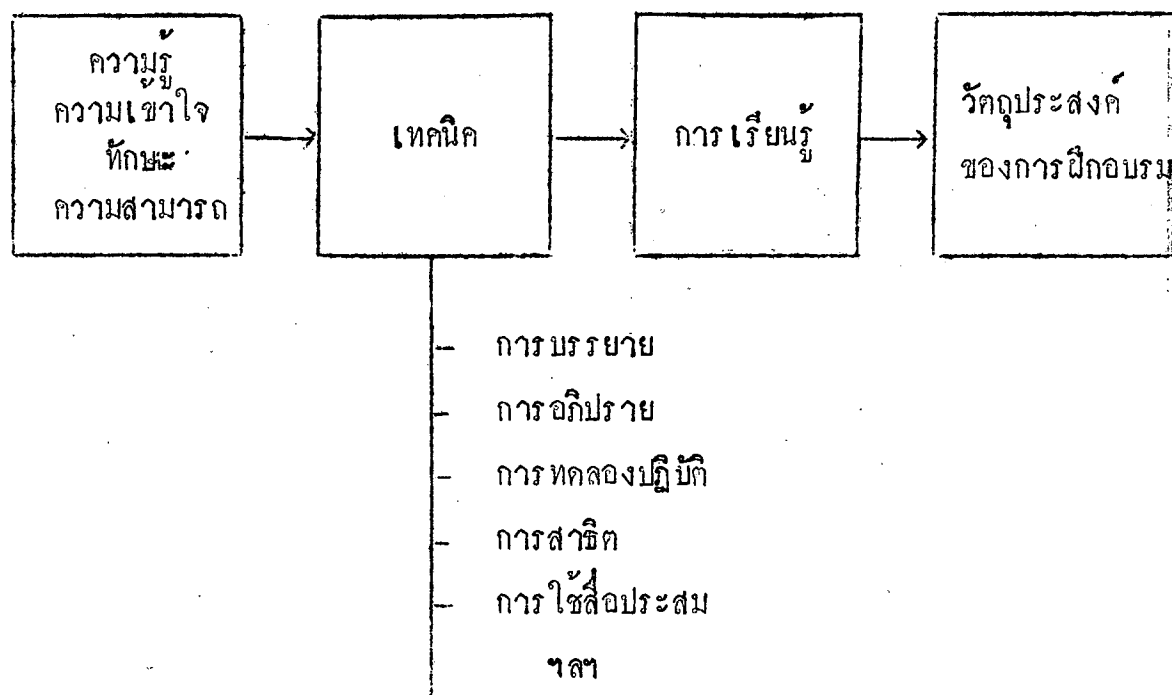 ความรู้
ความเข้าใจ
ทักษะ
ความสามารถ
เทคนิค
การเรียนรู้
วัตถุประสงค์
ของการฝึกอบรม
- การบรรยาย
- การอภิปราย
- การทดลองปฏิบัติ
- การสาธิต
- การใช้สื่อประสม
ฯลฯ